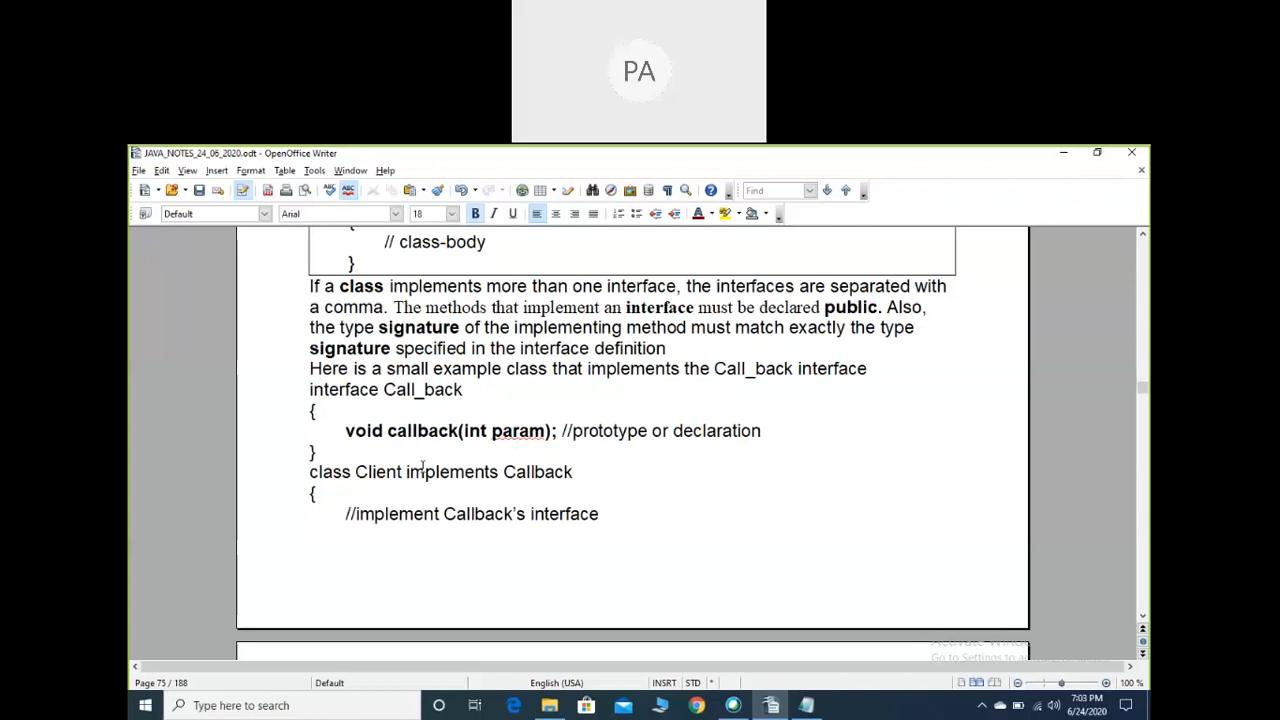 PA
JAVA_NOTES_24_06_2020.odt - OpenOffice Writer
File Edit View Insert Format Table Tools Window Help
Find
Default Arial 18 B I U
// class-body
}
If a class implements more than one interface, the interfaces are separated with
a comma. The methods that implement an interface must be declared public. Also,
the type signature of the implementing method must match exactly the type
signature specified in the interface definition
Here is a small example class that implements the Call_back interface
interface Call_back
{
void callback(int param); //prototype or declaration
}
class Client implements Callback
{
//implement Callback’s interface
Page 75 / 188 Default English (USA) INSRT STD * 100 %
Type here to search
7:03 PM
6/24/2020